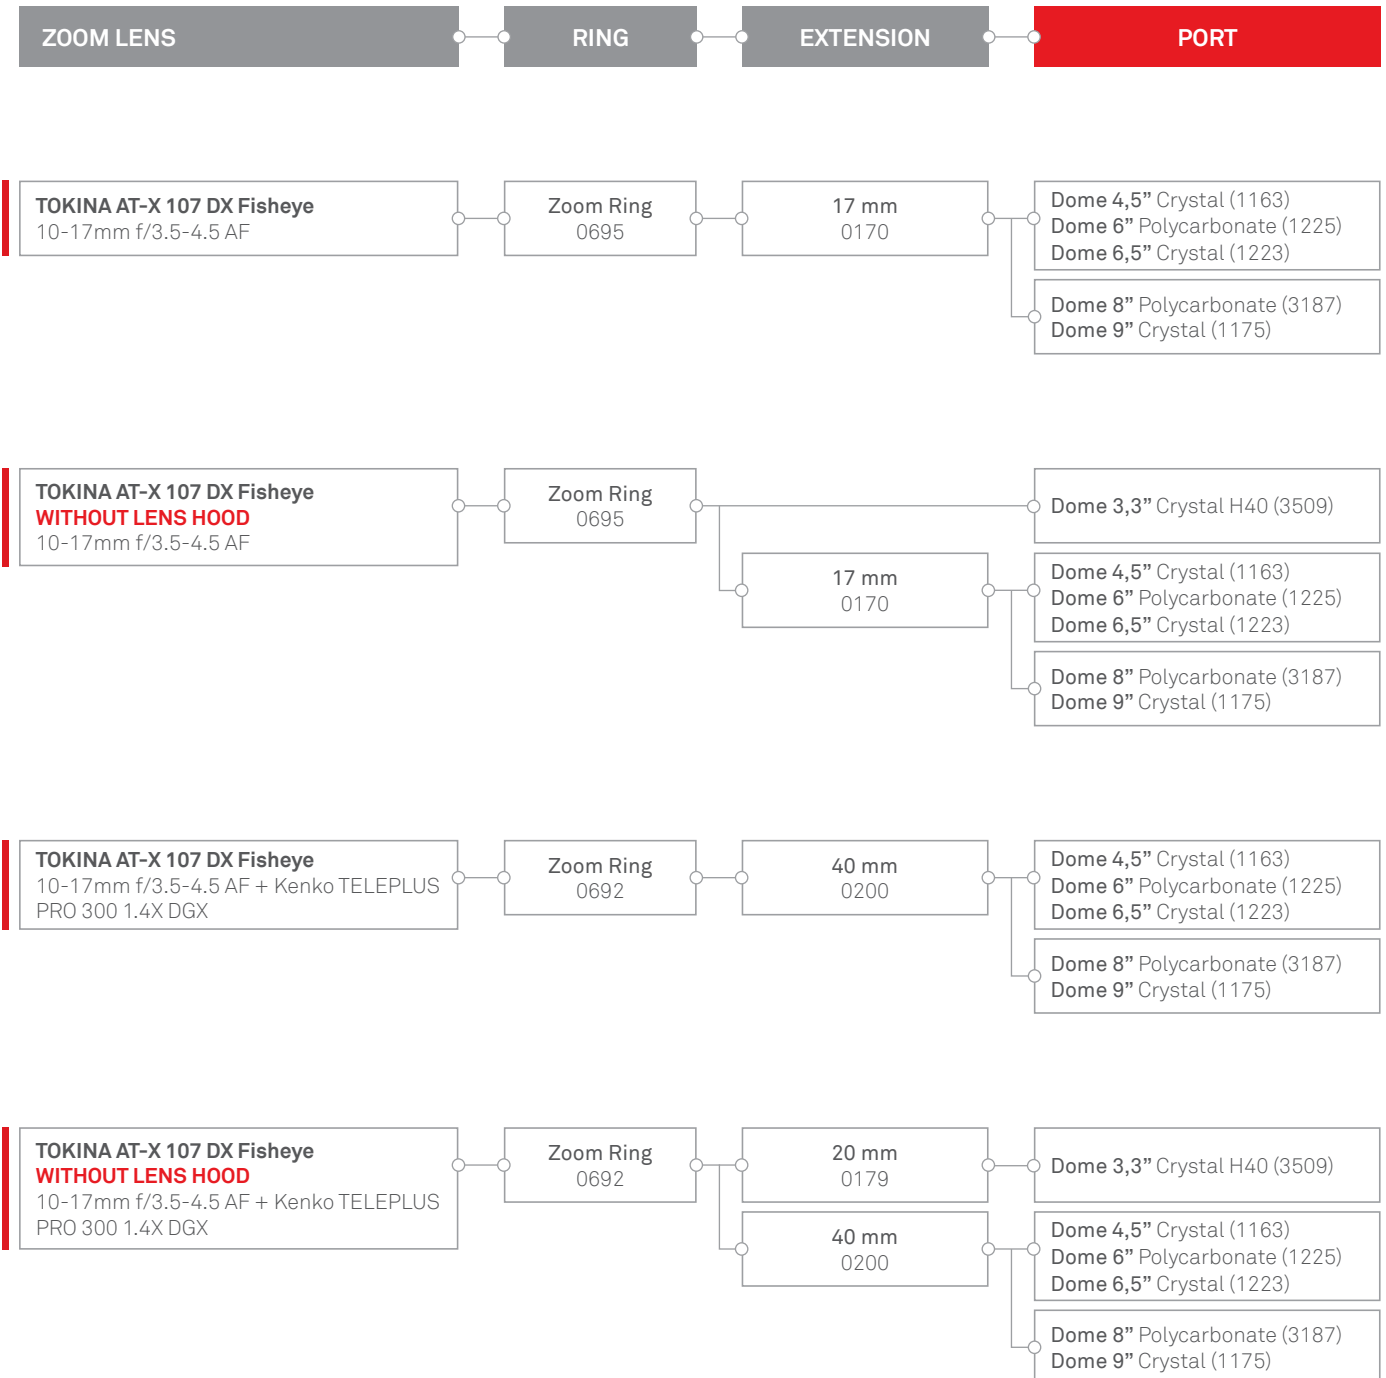 ZOOM LENS
RING
EXTENSION
PORT
TOKINA AT-X 107 DX Fisheye
10-17mm f/3.5-4.5 AF
Zoom Ring
0695
17 mm
0170
Dome 4,5” Crystal (1163)
Dome 6” Polycarbonate (1225)
Dome 6,5” Crystal (1223)
Dome 8” Polycarbonate (3187)
Dome 9” Crystal (1175)
TOKINA AT-X 107 DX Fisheye
WITHOUT LENS HOOD
10-17mm f/3.5-4.5 AF
Zoom Ring
0695
Dome 3,3” Crystal H40 (3509)
17 mm
0170
Dome 4,5” Crystal (1163)
Dome 6” Polycarbonate (1225)
Dome 6,5” Crystal (1223)
Dome 8” Polycarbonate (3187)
Dome 9” Crystal (1175)
TOKINA AT-X 107 DX Fisheye
10-17mm f/3.5-4.5 AF + Kenko TELEPLUS
PRO 300 1.4X DGX
Zoom Ring
0692
40 mm
0200
Dome 4,5” Crystal (1163)
Dome 6” Polycarbonate (1225)
Dome 6,5” Crystal (1223)
Dome 8” Polycarbonate (3187)
Dome 9” Crystal (1175)
TOKINA AT-X 107 DX Fisheye
WITHOUT LENS HOOD
10-17mm f/3.5-4.5 AF + Kenko TELEPLUS
PRO 300 1.4X DGX
Zoom Ring
0692
20 mm
0179
Dome 3,3” Crystal H40 (3509)
40 mm
0200
Dome 4,5” Crystal (1163)
Dome 6” Polycarbonate (1225)
Dome 6,5” Crystal (1223)
Dome 8” Polycarbonate (3187)
Dome 9” Crystal (1175)